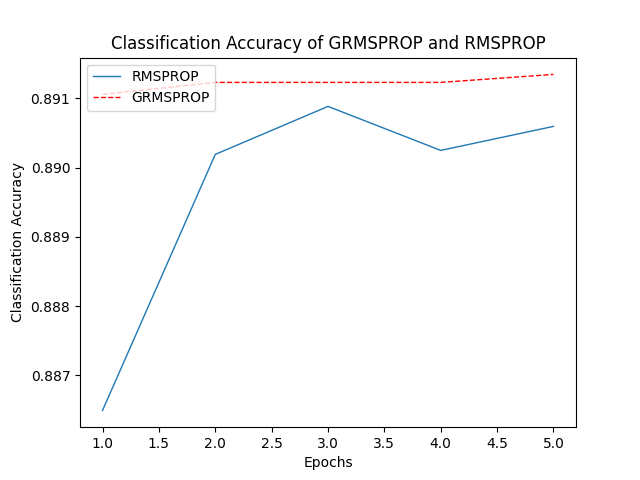 Classification Accuracy of GRMSPROP and RMSPROP
RMSPROP
GRMSPROP
Classification Accuracy
0.891
0.890
0.889
0.888
0.887
1.0 1.5 2.0 2.5 3.0 3.5 4.0 4.5 5.0
Epochs